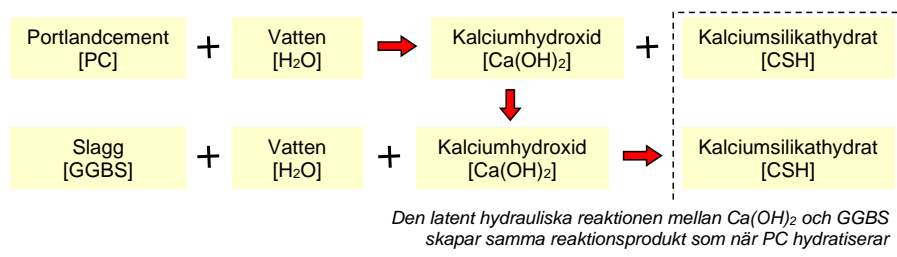 Portlandcement + Vatten Kalciumhydroxid + Kalciumsilikathydrat
[PC] [H₂O] [Ca(OH)₂] [CSH]
Slagg + Vatten + Kalciumhydroxid Kalciumsilikathydrat
[GGBS] [H₂O] [Ca(OH)₂] [CSH]
Den latent hydrauliska reaktionen mellan Ca(OH)₂ och GGBS
skapar samma reaktionsprodukt som när PC hydratiserar